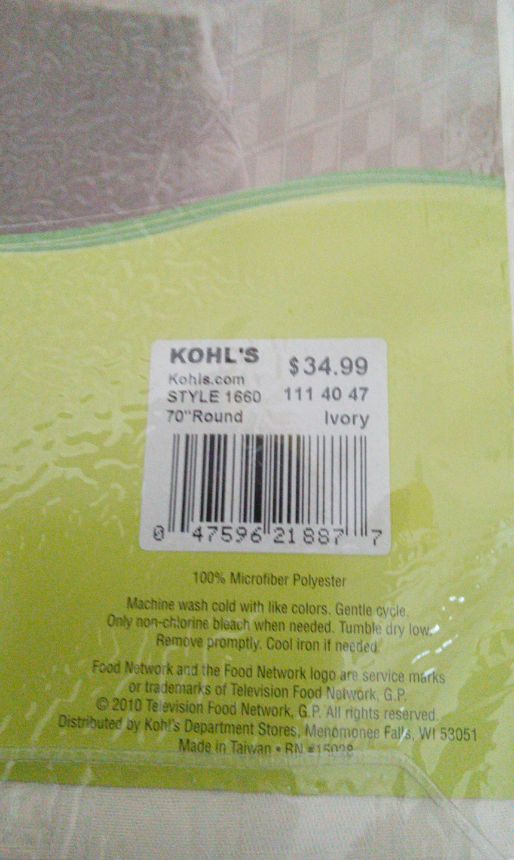 KOHL'S
$34.99
Kohls.com
STYLE 1660 111 40 47
70"Round Ivory
0 47596 21887 7
100% Microfiber Polyester
Machine wash cold with like colors. Gentle cycle.
Only non-chlorine bleach when needed. Tumble dry low.
Remove promptly. Cool iron if needed.
Food Network and the Food Network logo are service marks
or trademarks of Television Food Network, G.P.
© 2010 Television Food Network, G.P. All rights reserved.
Distributed by Kohl's Department Stores, Menomonee Falls, WI 53051
Made in Taiwan • RN #15098